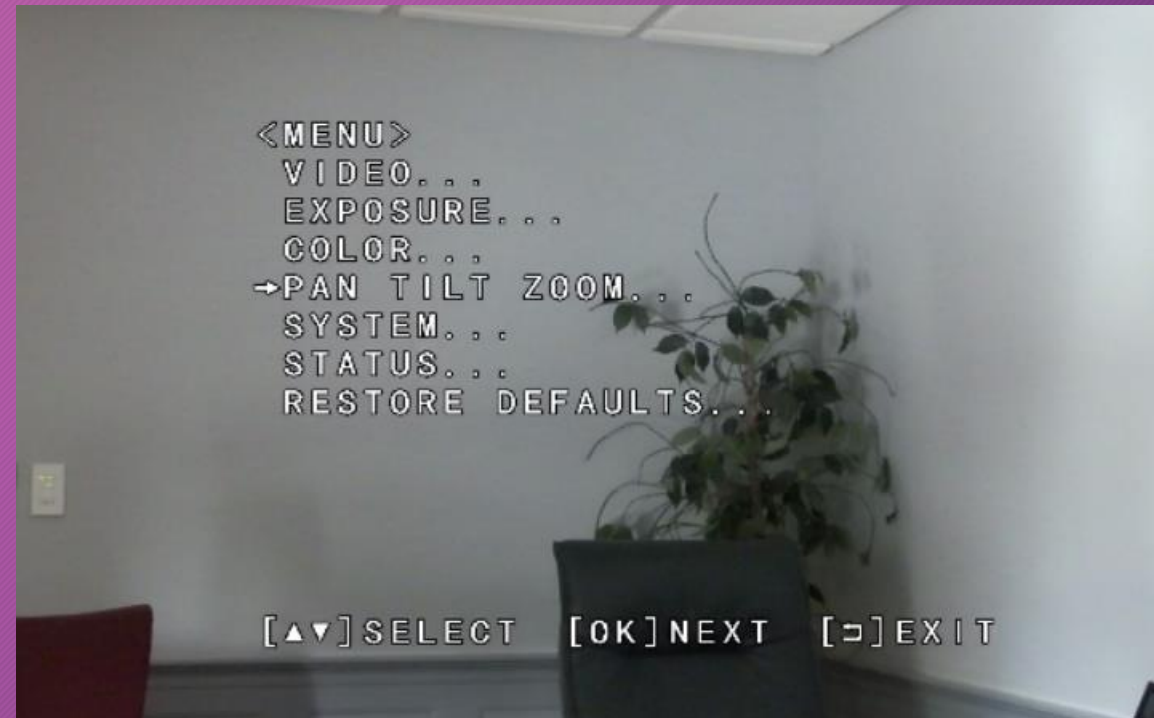 <MENU>
VIDEO...
EXPOSURE...
COLOR...
→PAN TILT ZOOM...
SYSTEM...
STATUS...
RESTORE DEFAULTS...
[▲▼]SELECT [OK]NEXT [⮌]EXIT